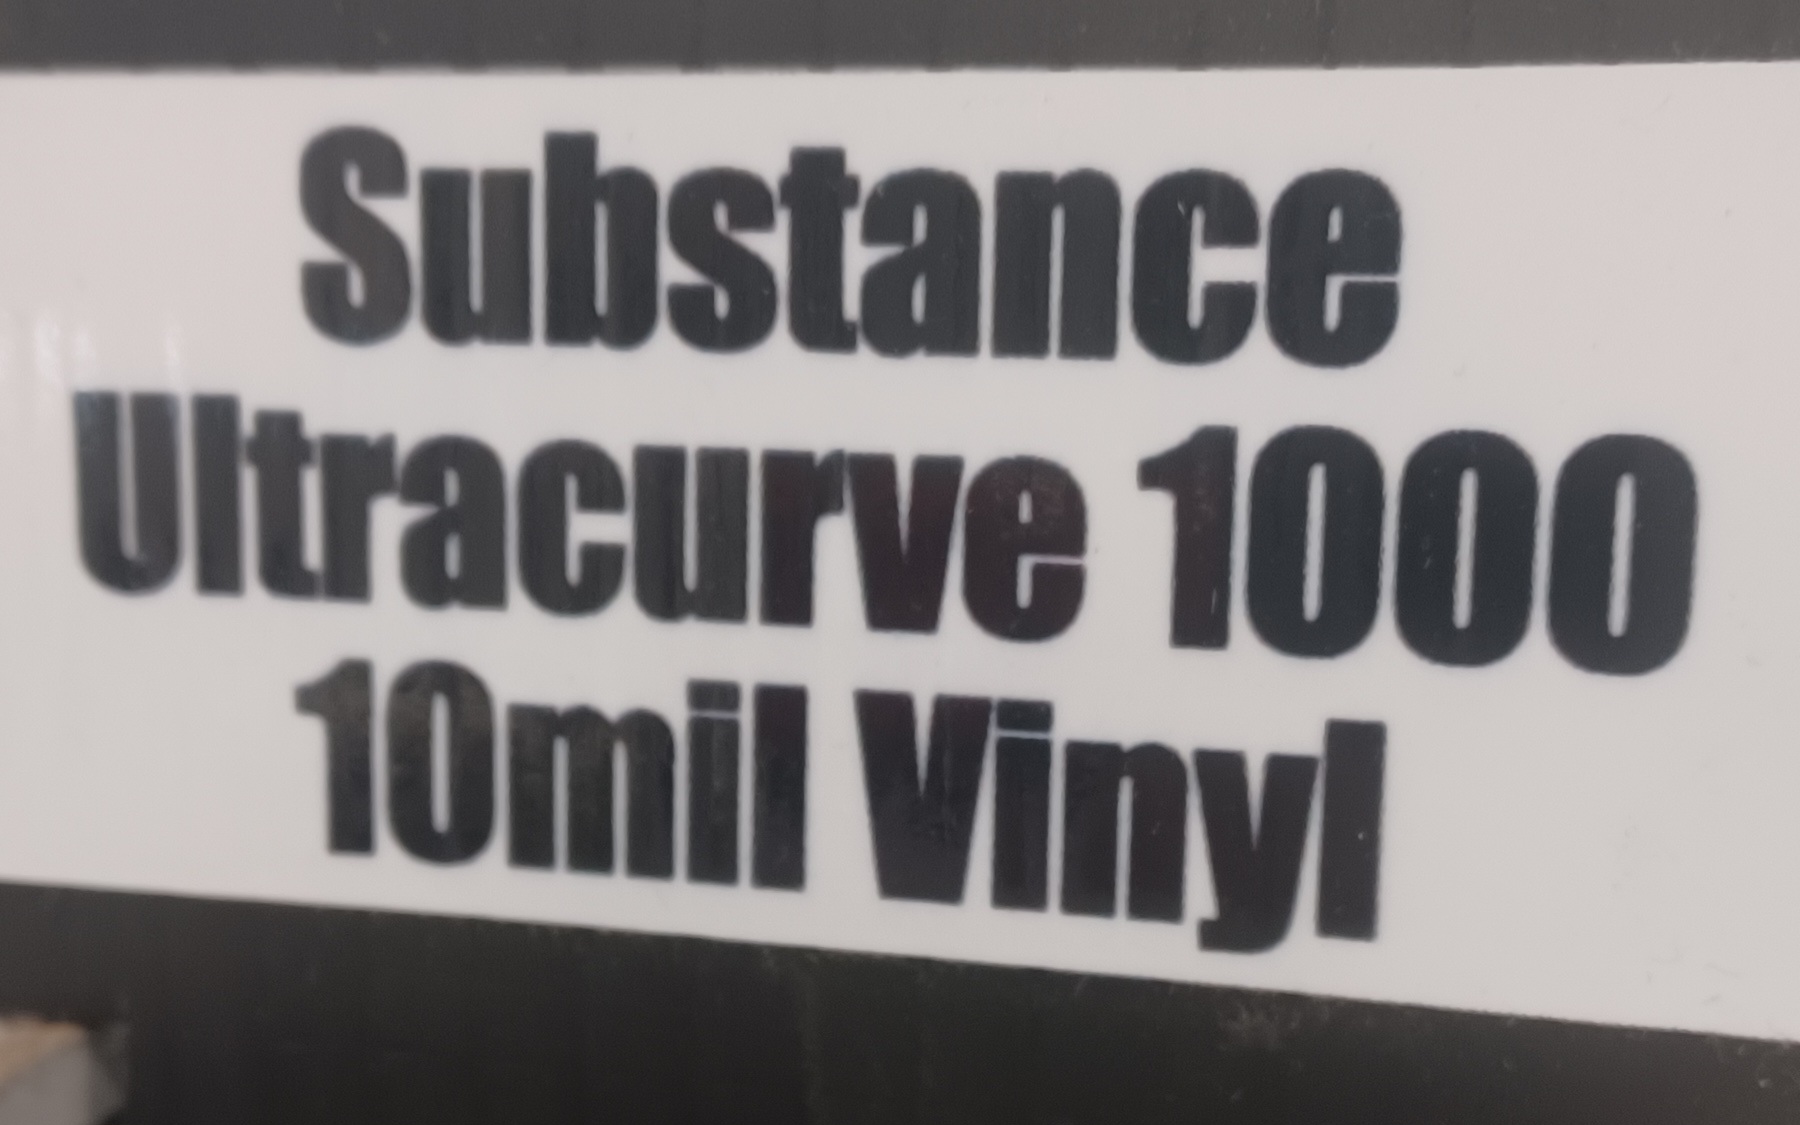 Substance
Ultracurve 1000
10mil Vinyl